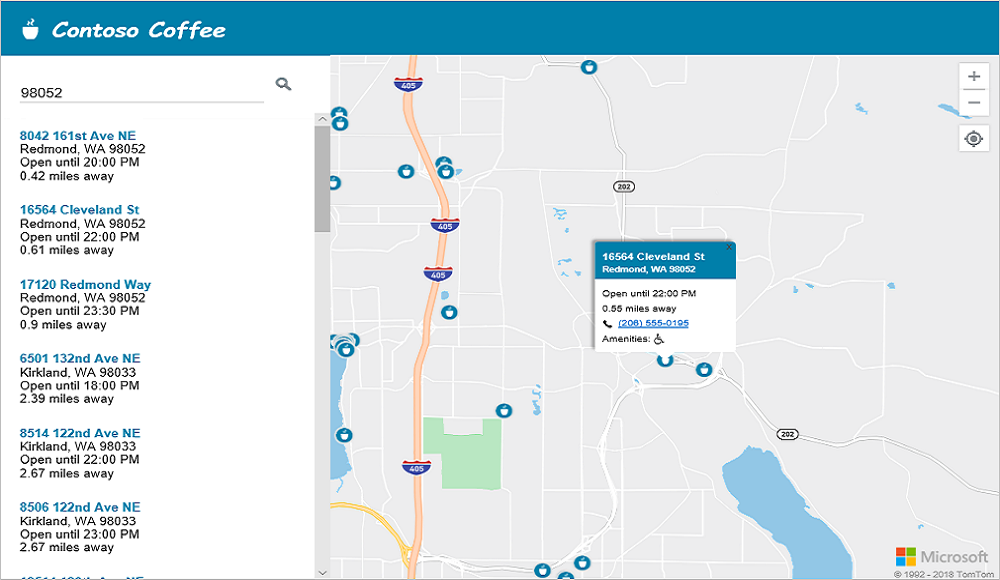 Contoso Coffee
98052
8042 161st Ave NE
Redmond, WA 98052
Open until 20:00 PM
0.42 miles away
16564 Cleveland St
Redmond, WA 98052
Open until 22:00 PM
0.61 miles away
17120 Redmond Way
Redmond, WA 98052
Open until 23:30 PM
0.9 miles away
6501 132nd Ave NE
Kirkland, WA 98033
Open until 18:00 PM
2.39 miles away
8514 122nd Ave NE
Kirkland, WA 98033
Open until 22:00 PM
2.67 miles away
8506 122nd Ave NE
Kirkland, WA 98033
Open until 23:00 PM
2.67 miles away
405
202
405
405
16564 Cleveland St
Redmond, WA 98052
Open until 22:00 PM
0.55 miles away
(206) 555-0195
Amenities:
202
405
Microsoft
© 1992 - 2018 TomTom